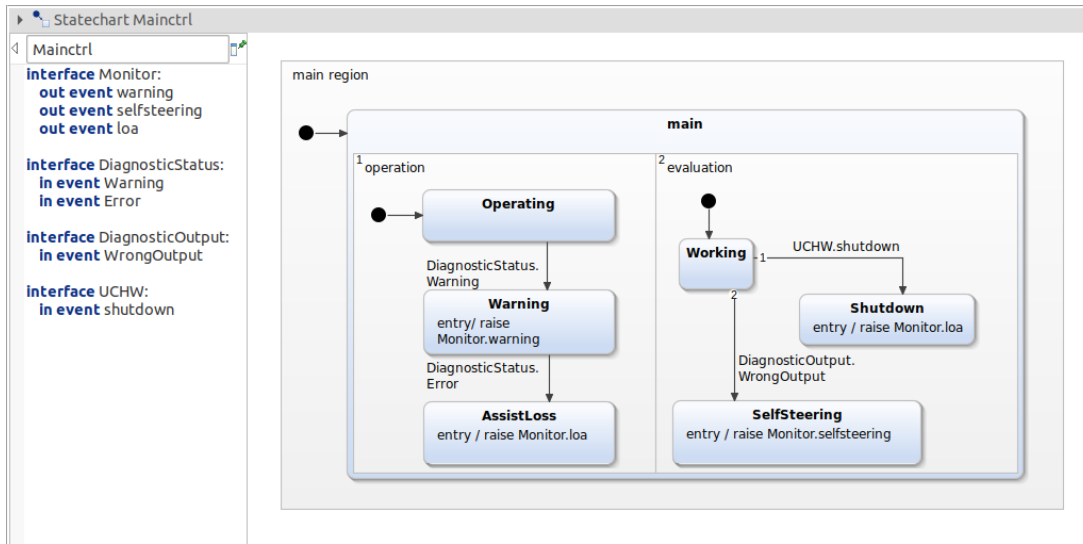 Statechart Mainctrl
Mainctrl
interface Monitor:
out event warning
out event selfsteering
out event loa
interface DiagnosticStatus:
in event Warning
in event Error
interface DiagnosticOutput:
in event WrongOutput
interface UCHW:
in event shutdown
main region
main
1
operation
Operating
DiagnosticStatus.
Warning
Warning
entry/ raise
Monitor.warning
DiagnosticStatus.
Error
AssistLoss
entry / raise Monitor.loa
2
evaluation
Working
1
UCHW.shutdown
2
Shutdown
entry / raise Monitor.loa
DiagnosticOutput.
WrongOutput
SelfSteering
entry / raise Monitor.selfsteering